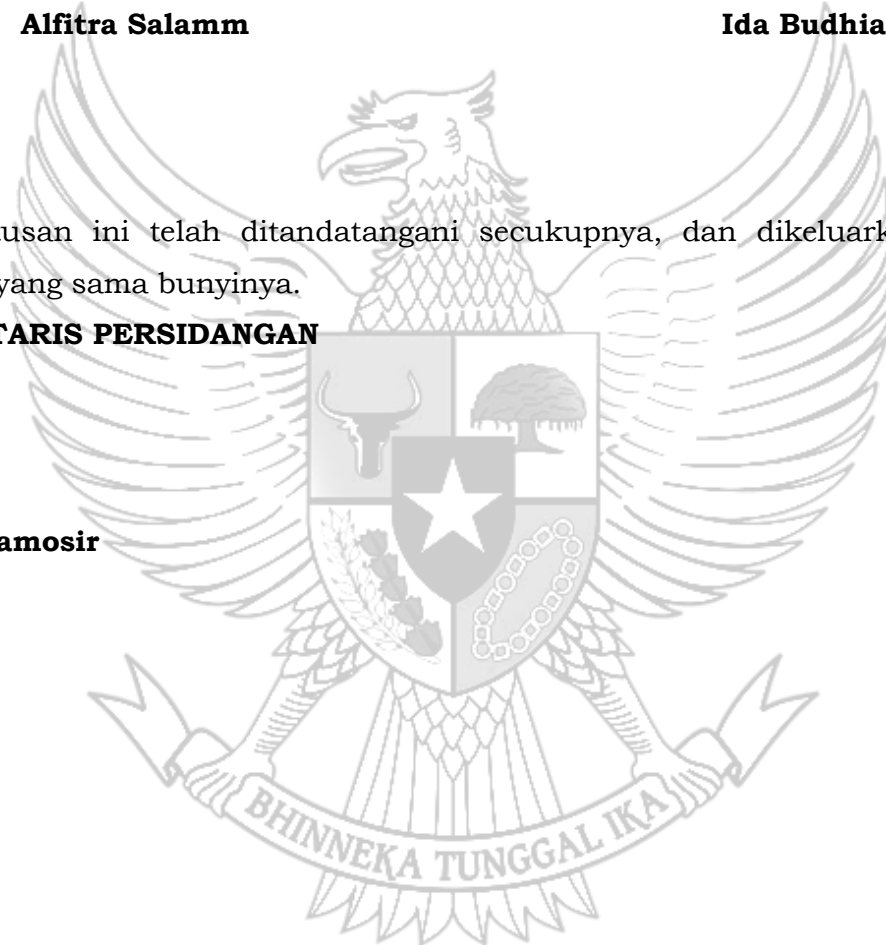 Alfitra Salamm Ida Budhia
usan ini telah ditandatangani secukupnya, dan dikeluark
yang sama bunyinya.
TARIS PERSIDANGAN
amosir
BHINNEKA TUNGGAL IKA